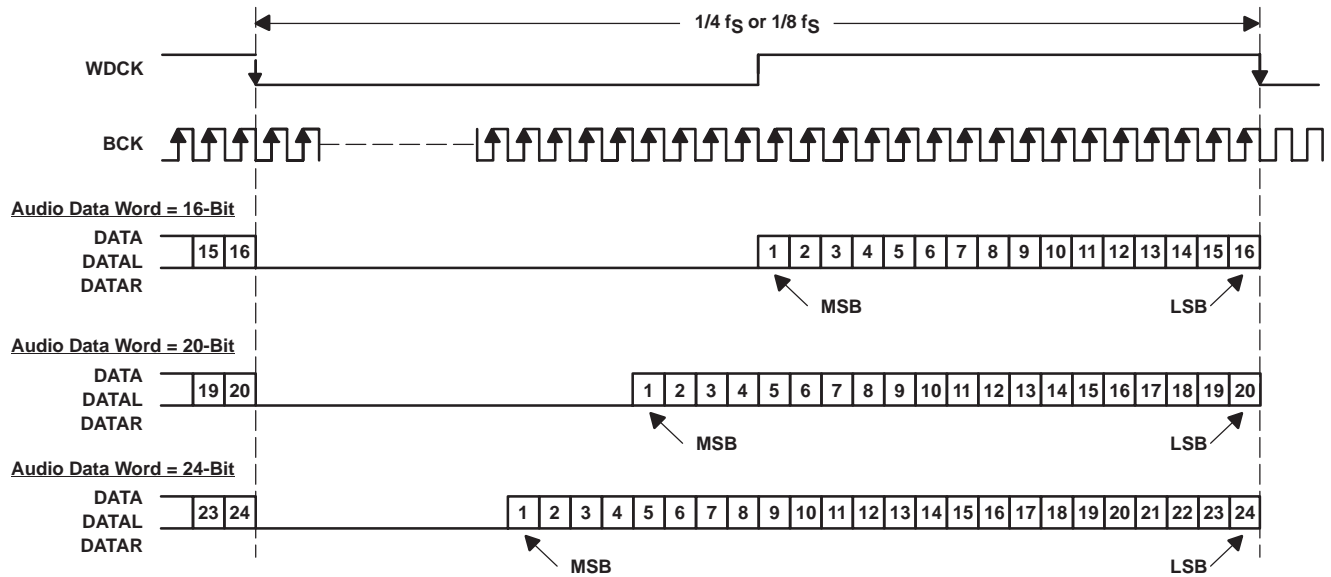 1/4 fS or 1/8 fS
WDCK
BCK
Audio Data Word = 16-Bit
DATA
DATAL
DATAR
15 16 1 2 3 4 5 6 7 8 9 10 11 12 13 14 15 16
MSB LSB
Audio Data Word = 20-Bit
DATA
DATAL
DATAR
19 20 1 2 3 4 5 6 7 8 9 10 11 12 13 14 15 16 17 18 19 20
MSB LSB
Audio Data Word = 24-Bit
DATA
DATAL
DATAR
23 24 1 2 3 4 5 6 7 8 9 10 11 12 13 14 15 16 17 18 19 20 21 22 23 24
MSB LSB